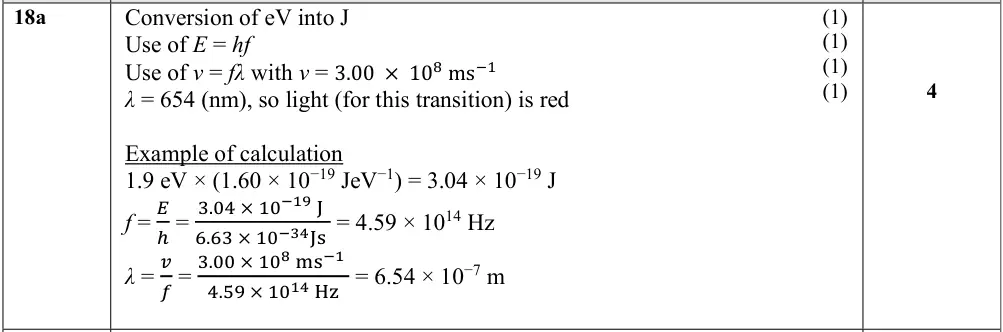 18a
Conversion of eV into J (1)
Use of E = hf (1)
Use of v = fλ with v = 3.00 × 10⁸ ms⁻¹ (1)
λ = 654 (nm), so light (for this transition) is red (1)
4
Example of calculation
1.9 eV × (1.60 × 10⁻¹⁹ JeV⁻¹) = 3.04 × 10⁻¹⁹ J
f = E/h = 3.04 × 10⁻¹⁹ J / 6.63 × 10⁻³⁴Js = 4.59 × 10¹⁴ Hz
λ = v/f = 3.00 × 10⁸ ms⁻¹ / 4.59 × 10¹⁴ Hz = 6.54 × 10⁻⁷ m